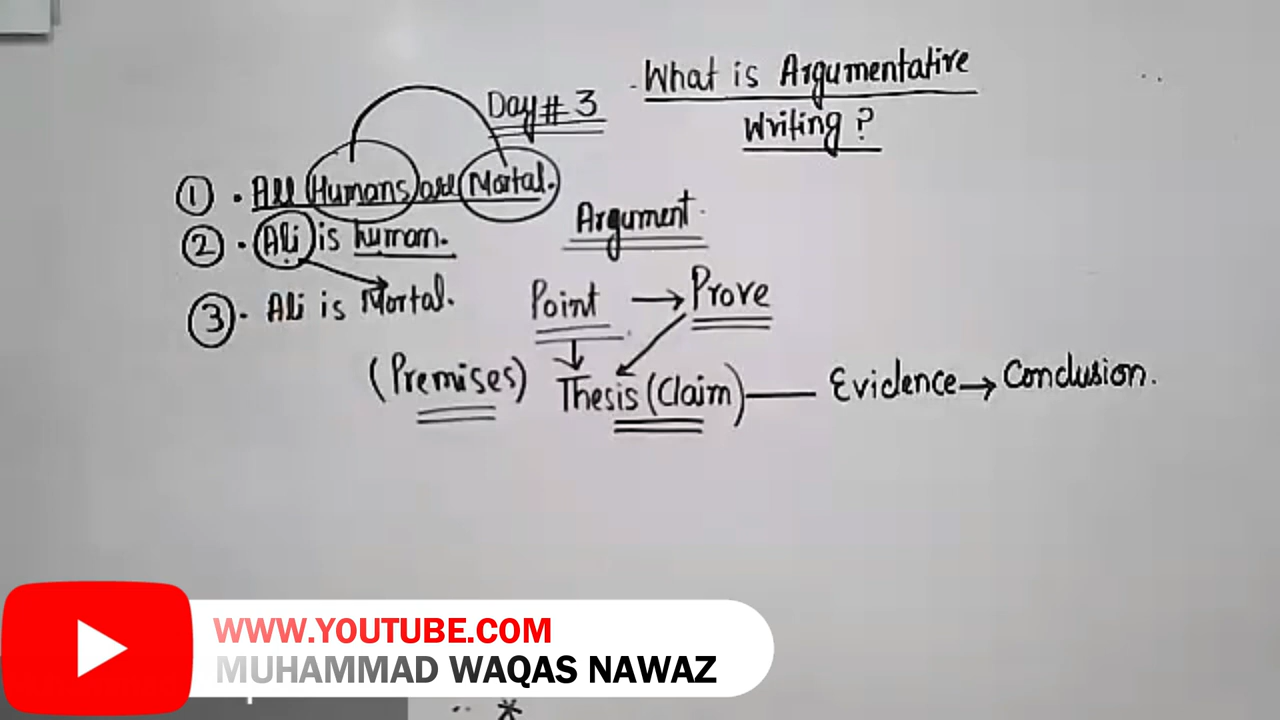 Day # 3
What is Argumentative
Writing ?
① · All Humans are Mortal.
② · Ali is human.
③ · Ali is Mortal.
Argument
Point → Prove
(Premises)
Thesis (Claim) — Evidence → Conclusion.
WWW.YOUTUBE.COM
MUHAMMAD WAQAS NAWAZ